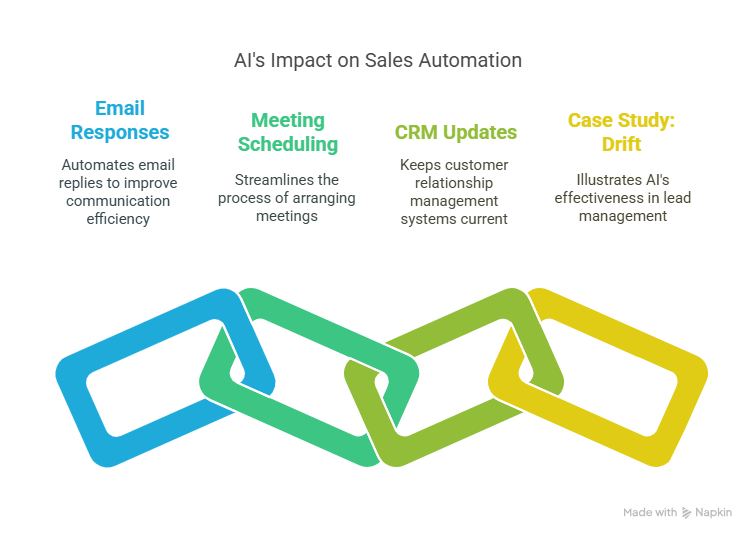 AI's Impact on Sales Automation
Email
Responses
Automates email
replies to improve
communication
efficiency
Meeting
Scheduling
Streamlines the
process of arranging
meetings
CRM Updates
Keeps customer
relationship
management
systems current
Case Study:
Drift
Illustrates AI's
effectiveness in lead
management
Made with Napkin